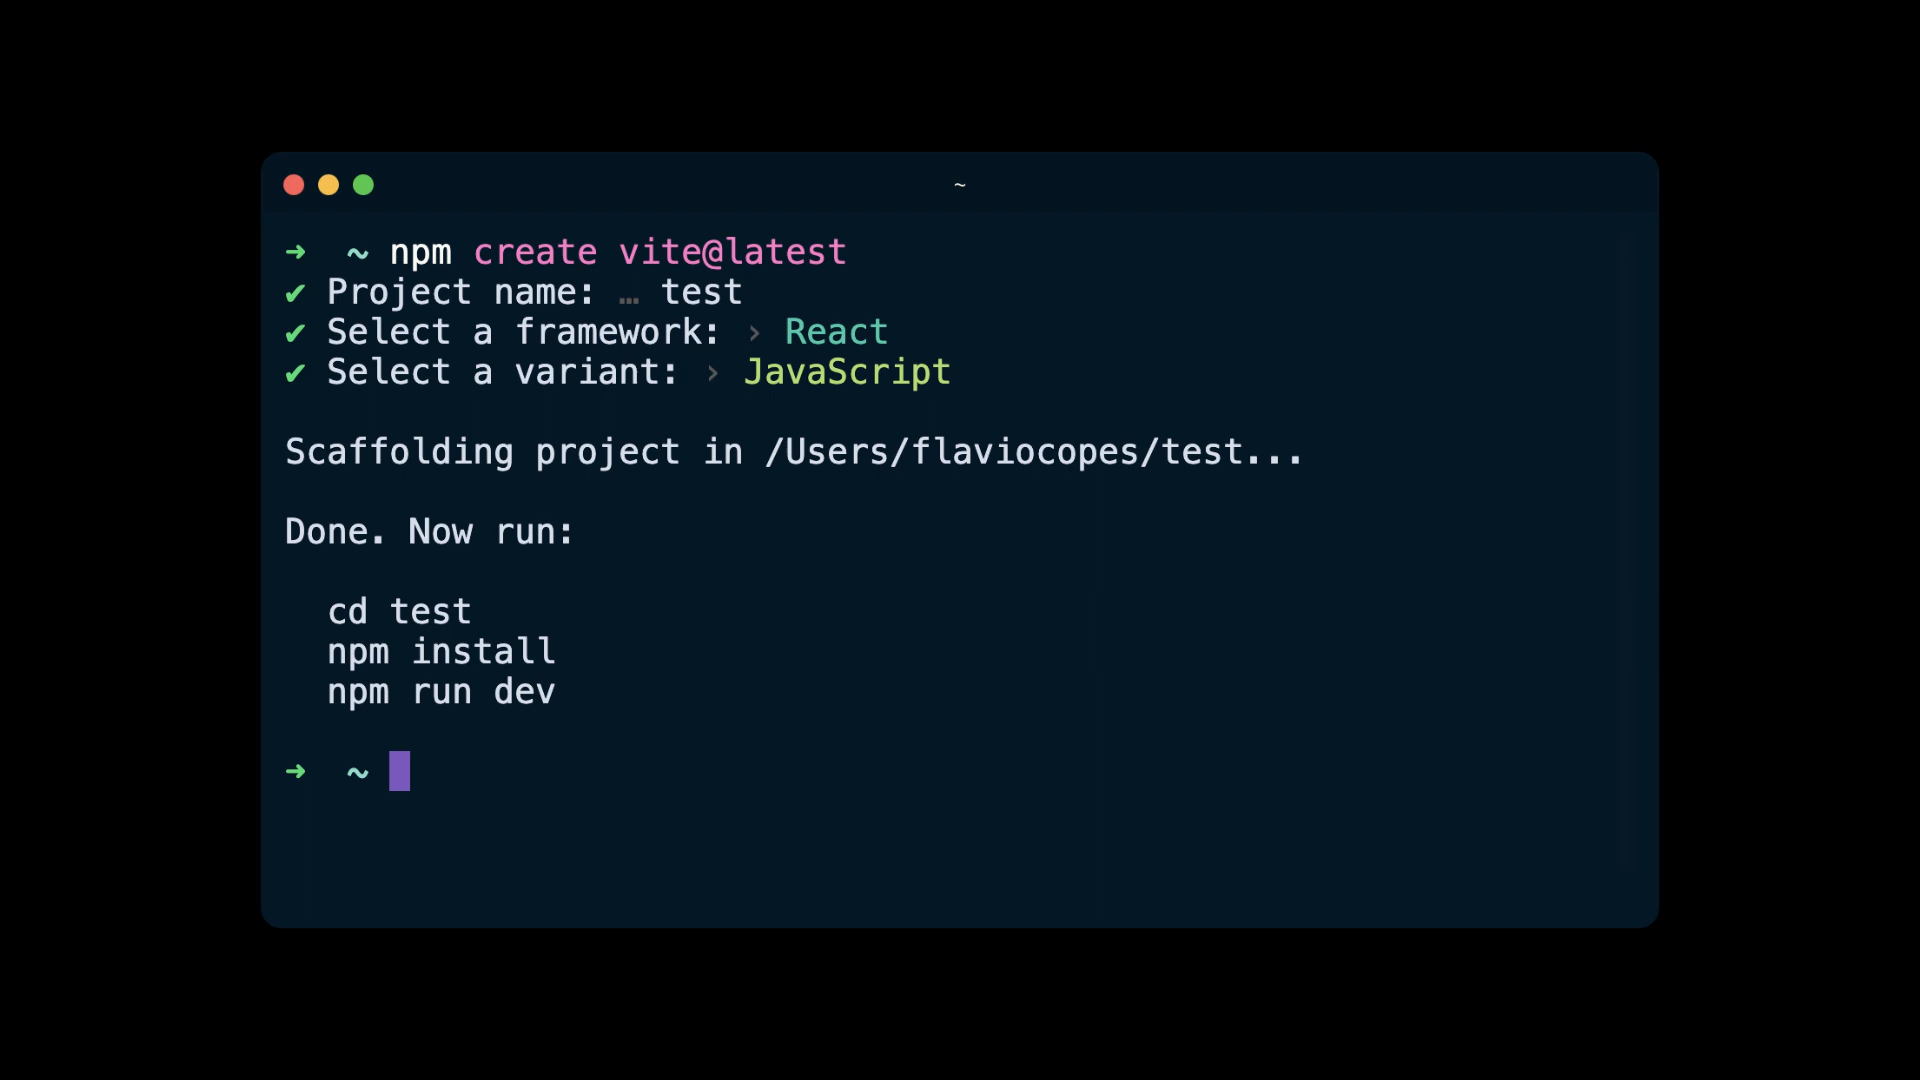 ~
➜  ~ npm create vite@latest
✔ Project name: … test
✔ Select a framework: › React
✔ Select a variant: › JavaScript
Scaffolding project in /Users/flaviocopes/test...
Done. Now run:
cd test
npm install
npm run dev
➜  ~